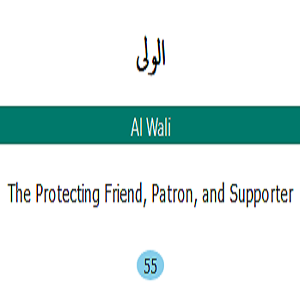 الولى
Al Wali
The Protecting Friend, Patron, and Supporter
55